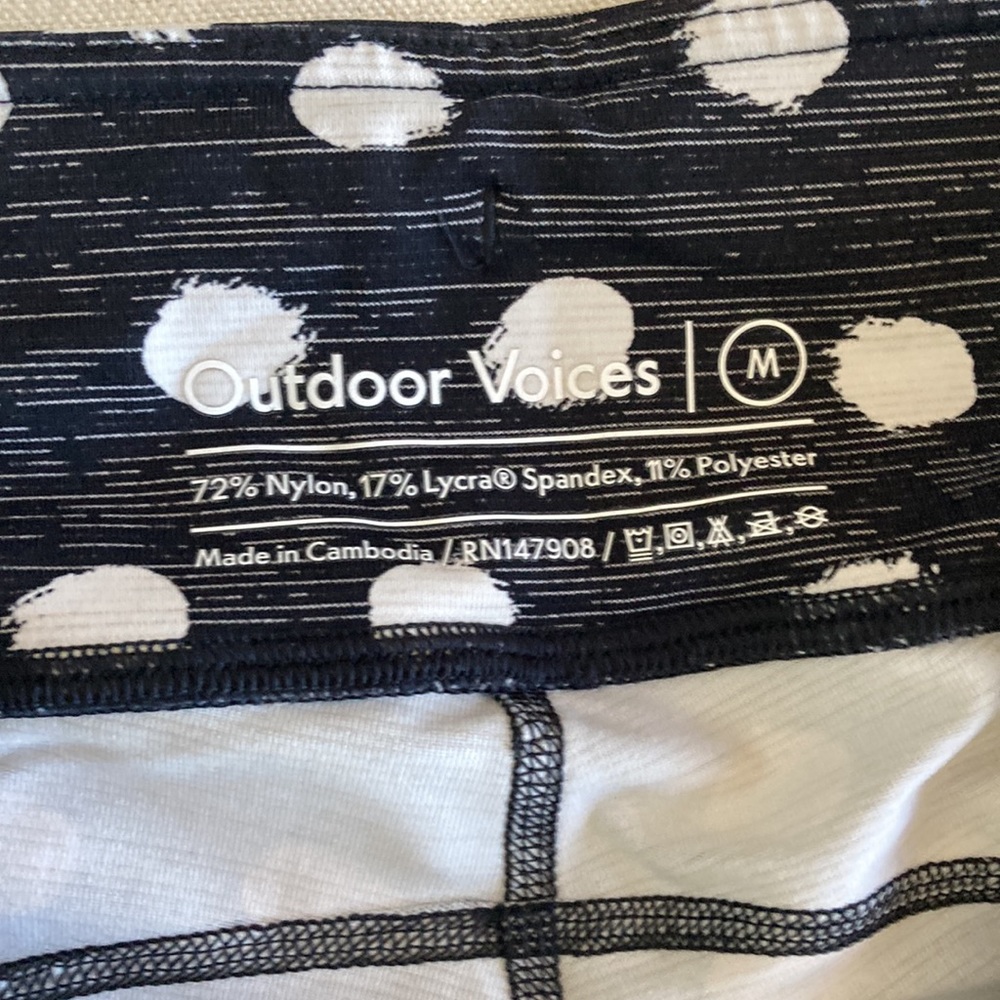 Outdoor Voices | M
72% Nylon, 17% Lycra® Spandex, 11% Polyester
Made in Cambodia / RN147908 /